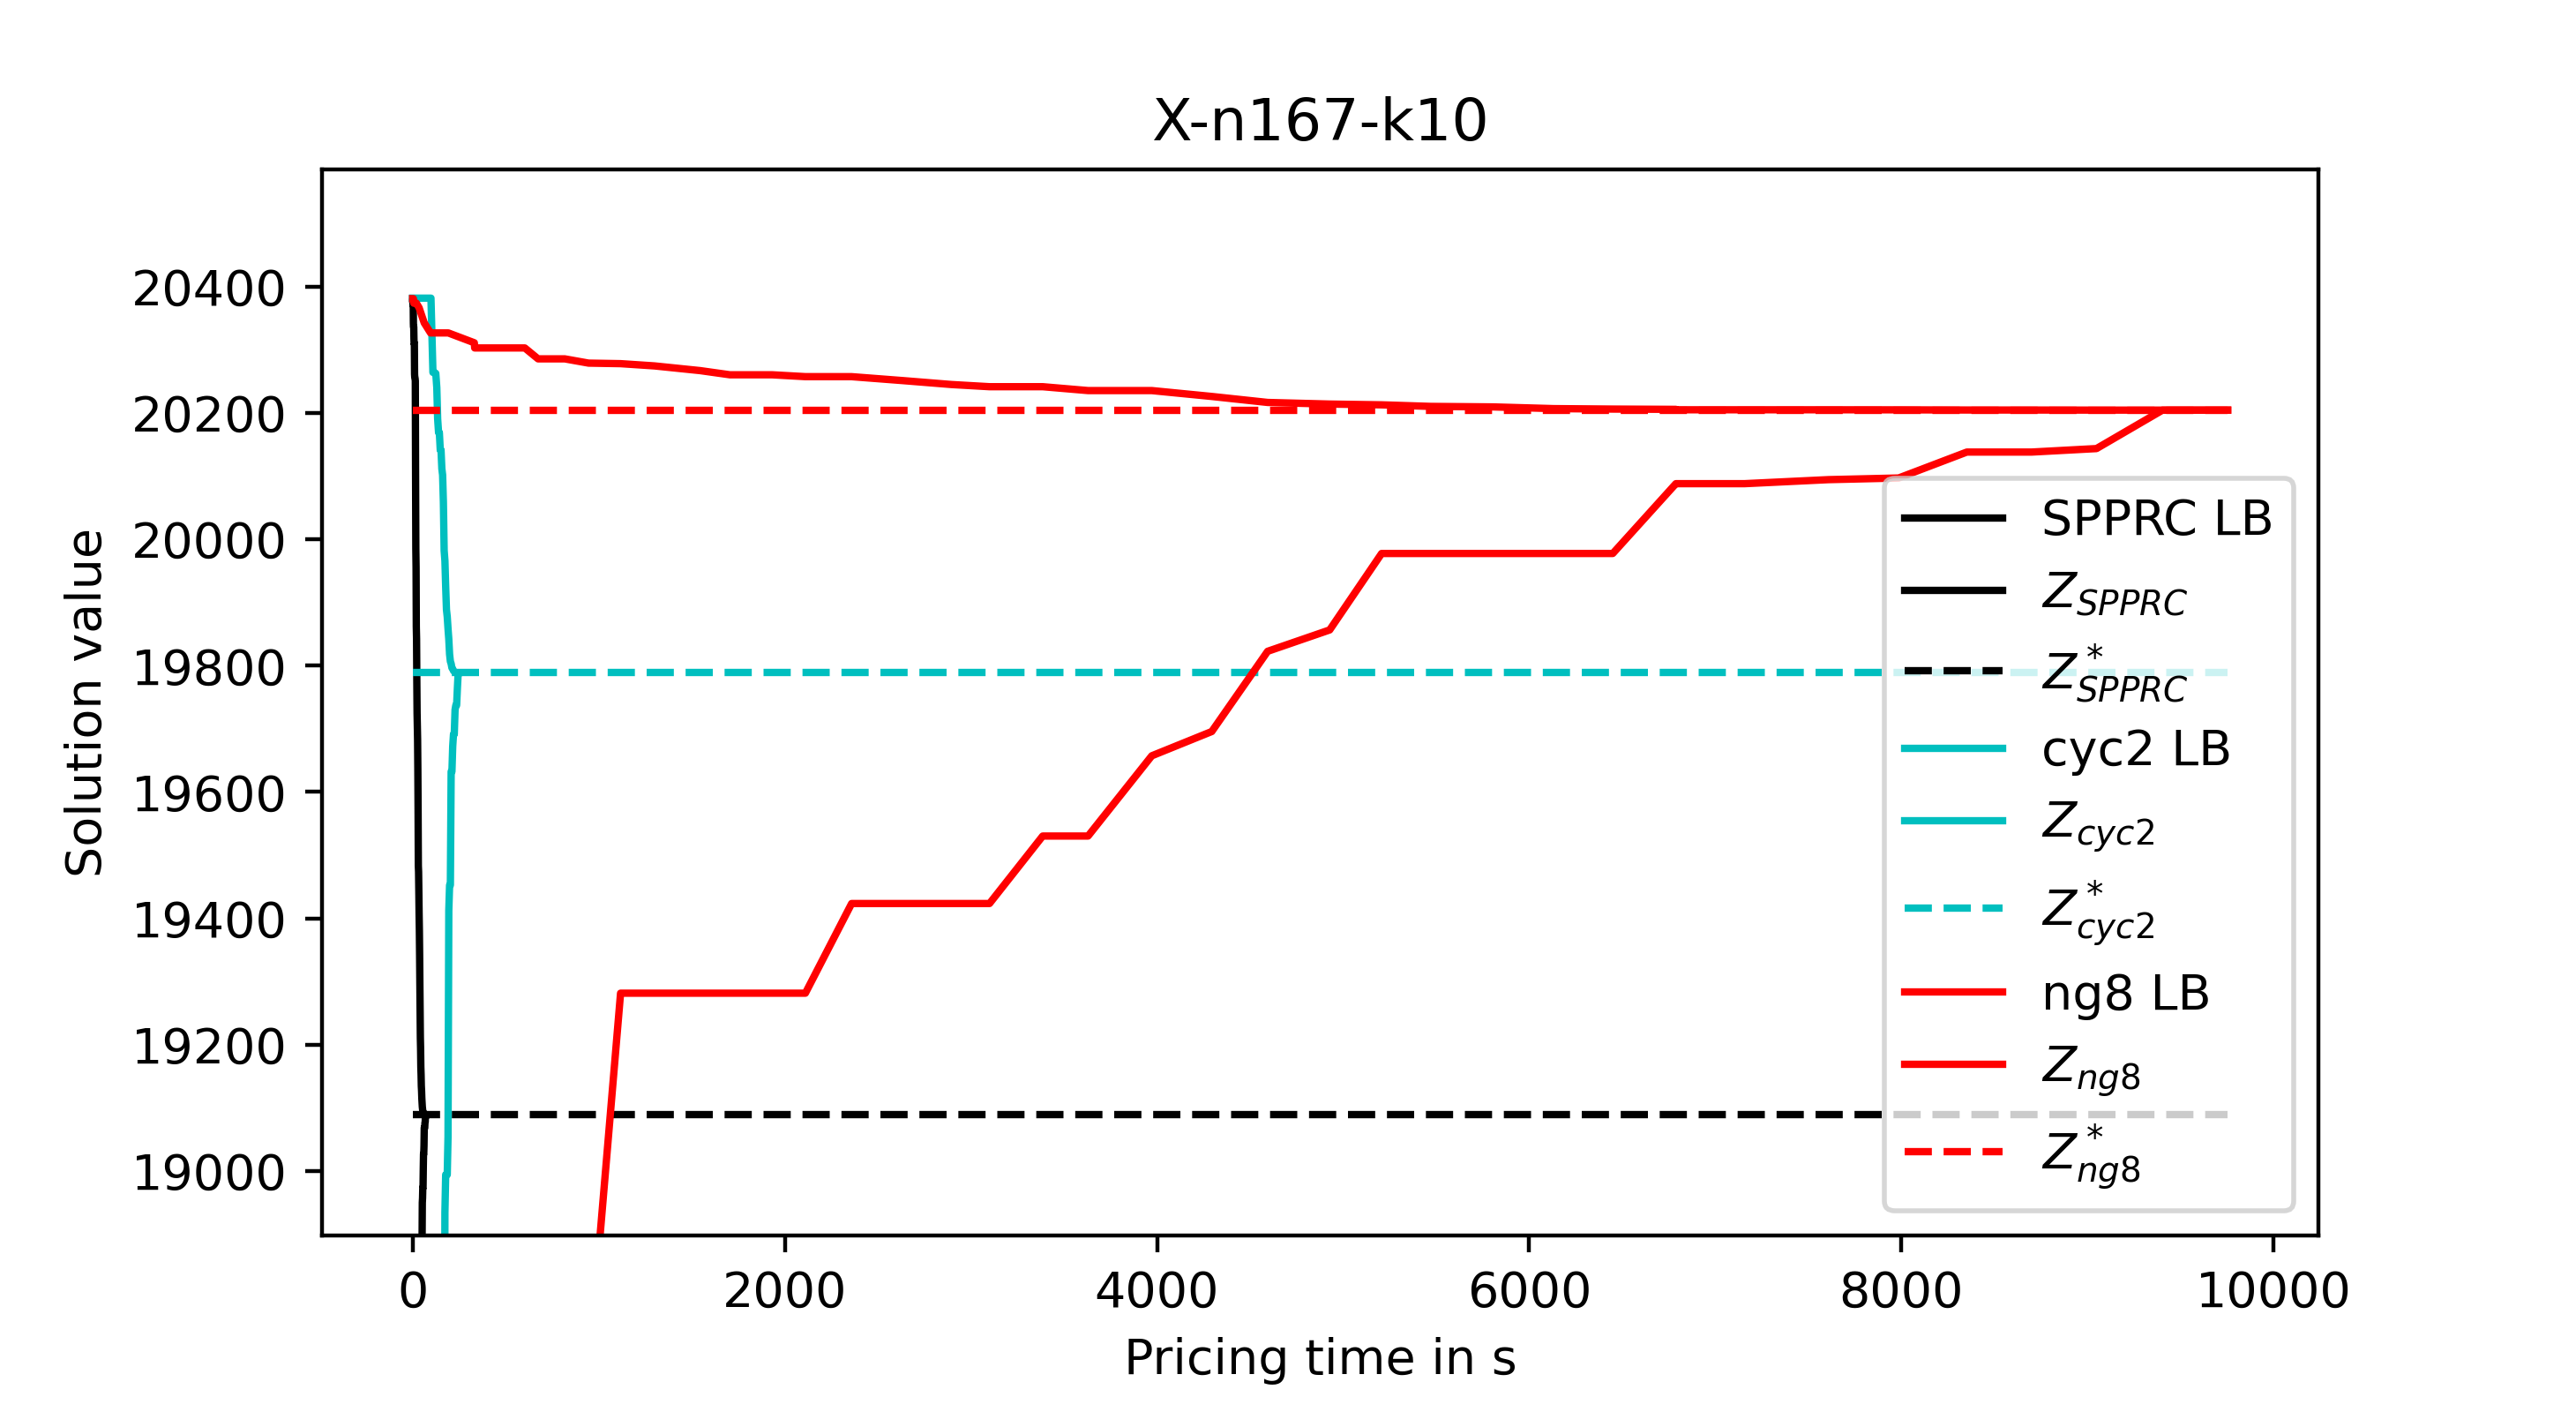 X-n167-k10
Solution value
20400
20200
20000
19800
19600
19400
19200
19000
SPPRC LB
Z_SPPRC
Z*_SPPRC
cyc2 LB
Z_cyc2
Z*_cyc2
ng8 LB
Z_ng8
Z*_ng8
0 2000 4000 6000 8000 10000
Pricing time in s